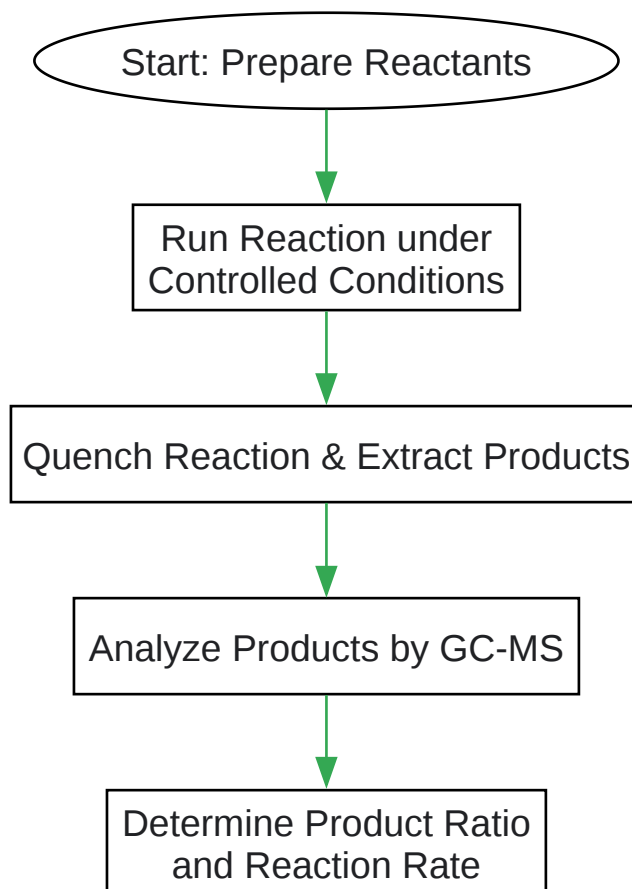 Start: Prepare Reactants
Run Reaction under
Controlled Conditions
Quench Reaction & Extract Products
Analyze Products by GC-MS
Determine Product Ratio
and Reaction Rate